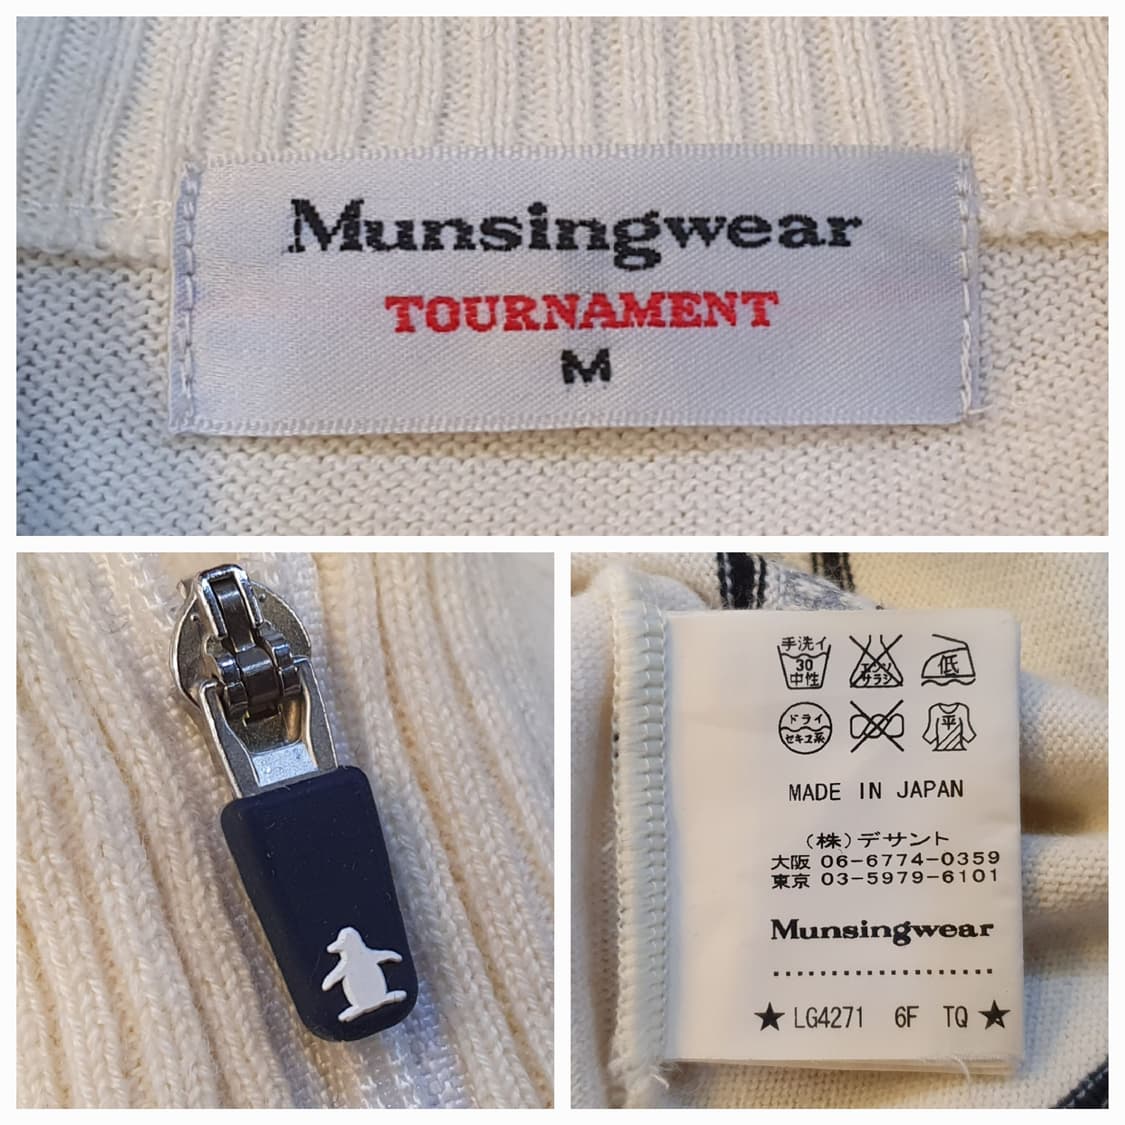 Munsingwear
TOURNAMENT
M
手洗イ
30
中性
エンソ
サラシ
低
ドライ
セキユ系
平
MADE IN JAPAN
(株)デサント
大阪 06-6774-0359
東京 03-5979-6101
Munsingwear
★ LG4271 6F TQ ★